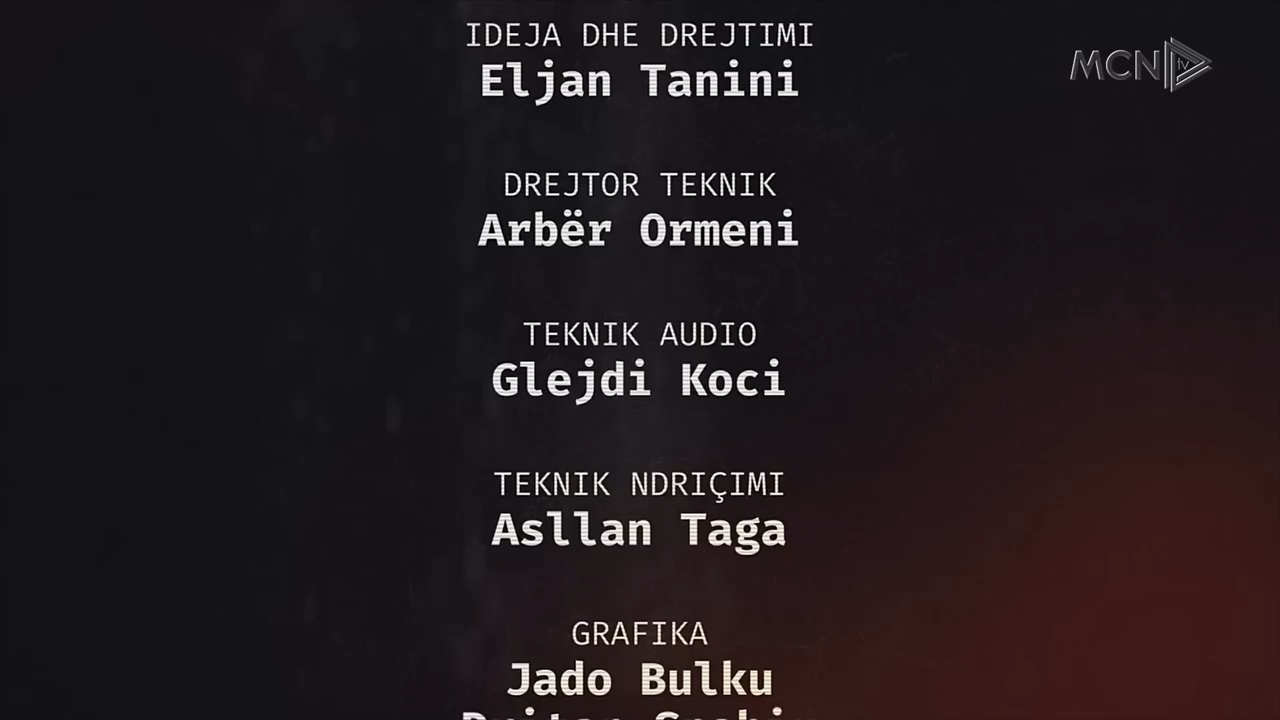 IDEJA DHE DREJTIMI
Eljan Tanini
MCN tv
DREJTOR TEKNIK
Arbër Ormeni
TEKNIK AUDIO
Glejdi Koci
TEKNIK NDRIÇIMI
Asllan Taga
GRAFIKA
Jado Bulku